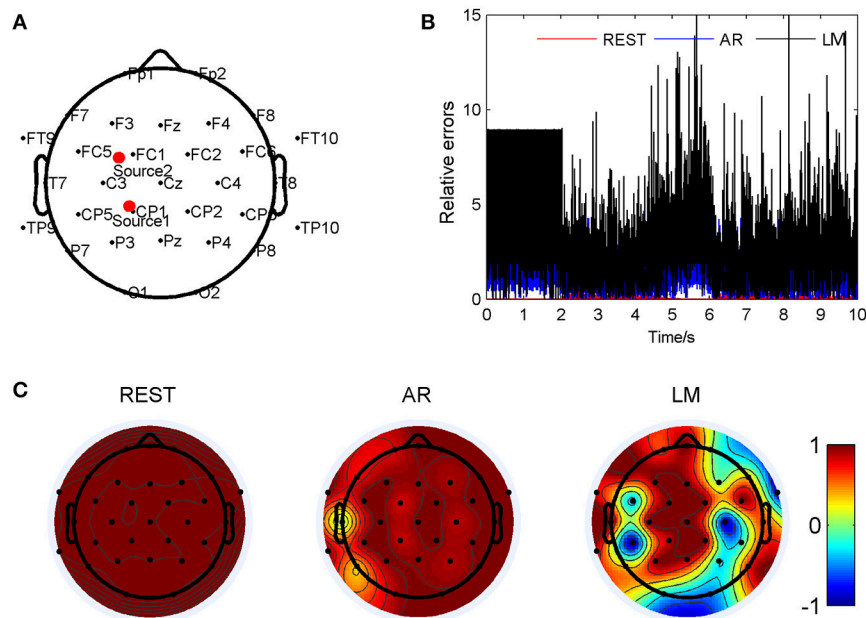 A
Fp1 Fp2
F7 F8
F3 Fz F4
FT9 FT10
FC5 FC1 FC2 FC6
Source2
T7 C3 Cz C4 T8
CP5 CP1 CP2 CP6
Source1
TP9 TP10
P7 P3 Pz P4 P8
O1 O2
B
REST AR LM
Relative errors
15
10
5
0
0 1 2 3 4 5 6 7 8 9 10
Time/s
C
REST AR LM
1
0
-1